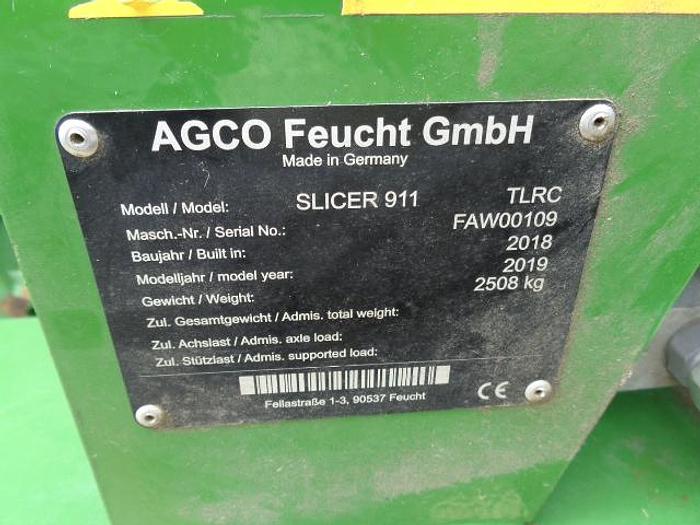 AGCO Feucht GmbH
Made in Germany
Modell / Model: SLICER 911 TLRC
Masch.-Nr. / Serial No.: FAW00109
Baujahr / Built in: 2018
Modelljahr / model year: 2019
Gewicht / Weight: 2508 kg
Zul. Gesamtgewicht / Admis. total weight:
Zul. Achslast / Admis. axle load:
Zul. Stützlast / Admis. supported load:
Fellastraße 1-3, 90537 Feucht
CE